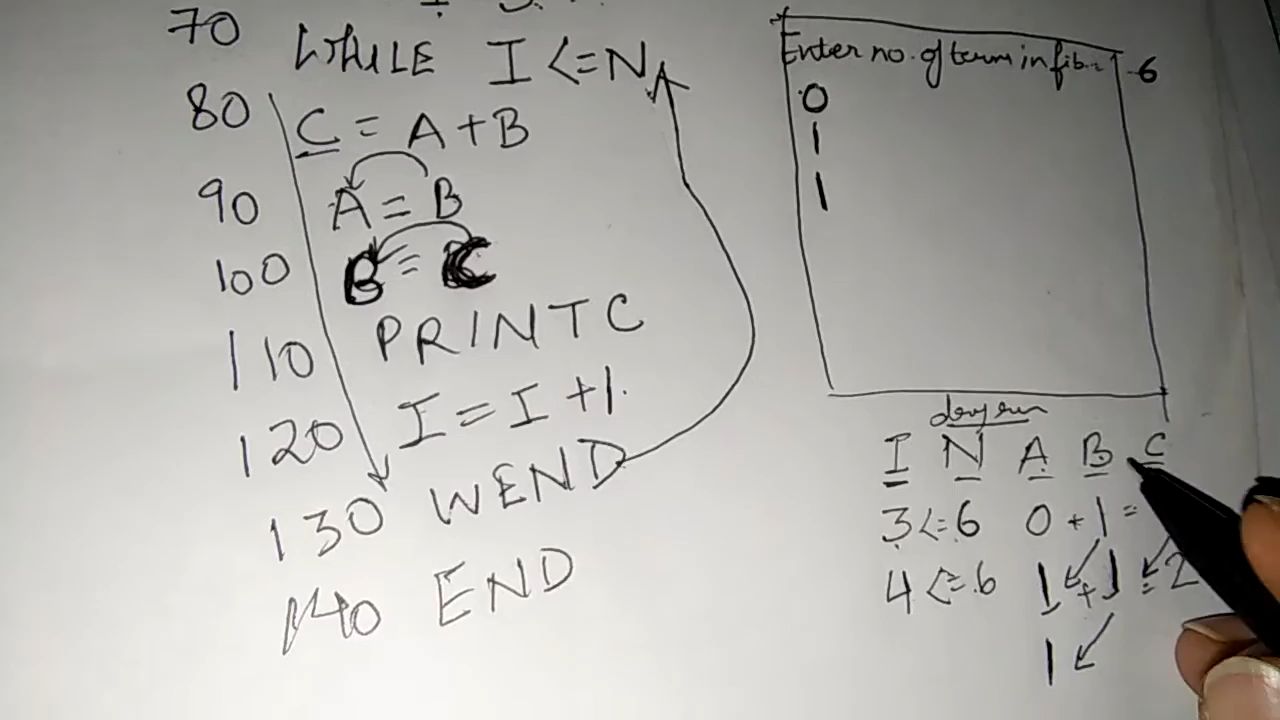 70 WHILE I <= N
80 C = A + B
90 A = B
100 B = C
110 PRINT C
120 I = I + 1
130 WEND
140 END
Enter no. of term in fib.. 6
0
1
1
dry run
I N A B C
3 <= 6 0 + 1 =
4 <= 6 1 + 1 = 2
1